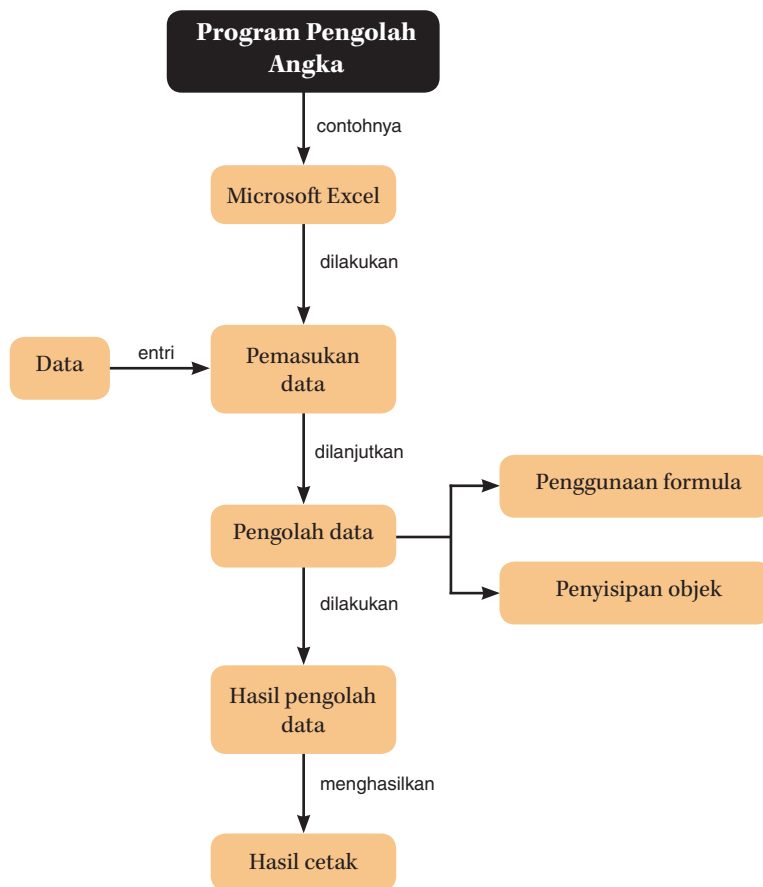 Program Pengolah
Angka
contohnya
Microsoft Excel
dilakukan
Data
entri
Pemasukan
data
dilanjutkan
Pengolah data
Penggunaan formula
Penyisipan objek
dilakukan
Hasil pengolah
data
menghasilkan
Hasil cetak